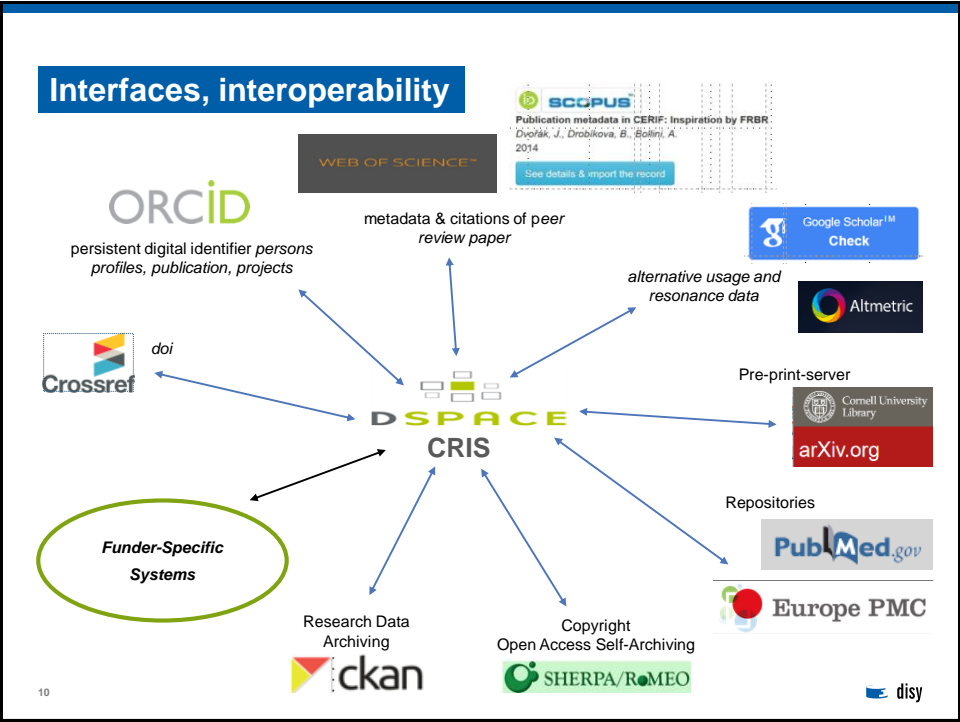 Interfaces, interoperability
SCOPUS™
Publication metadata in CERIF: Inspiration by FRBR
Dvořák, J., Drobikova, B., Bollini, A.
2014
See details & import the record
WEB OF SCIENCE™
ORCiD
persistent digital identifier persons
profiles, publication, projects
metadata & citations of peer
review paper
Google Scholar™
Check
alternative usage and
resonance data
Altmetric
doi
Crossref
DSPACE
CRIS
Pre-print-server
Cornell University
Library
arXiv.org
Funder-Specific
Systems
Repositories
PubMed.gov
Europe PMC
Research Data
Archiving
ckan
Copyright
Open Access Self-Archiving
SHERPA/RoMEO
10
disy